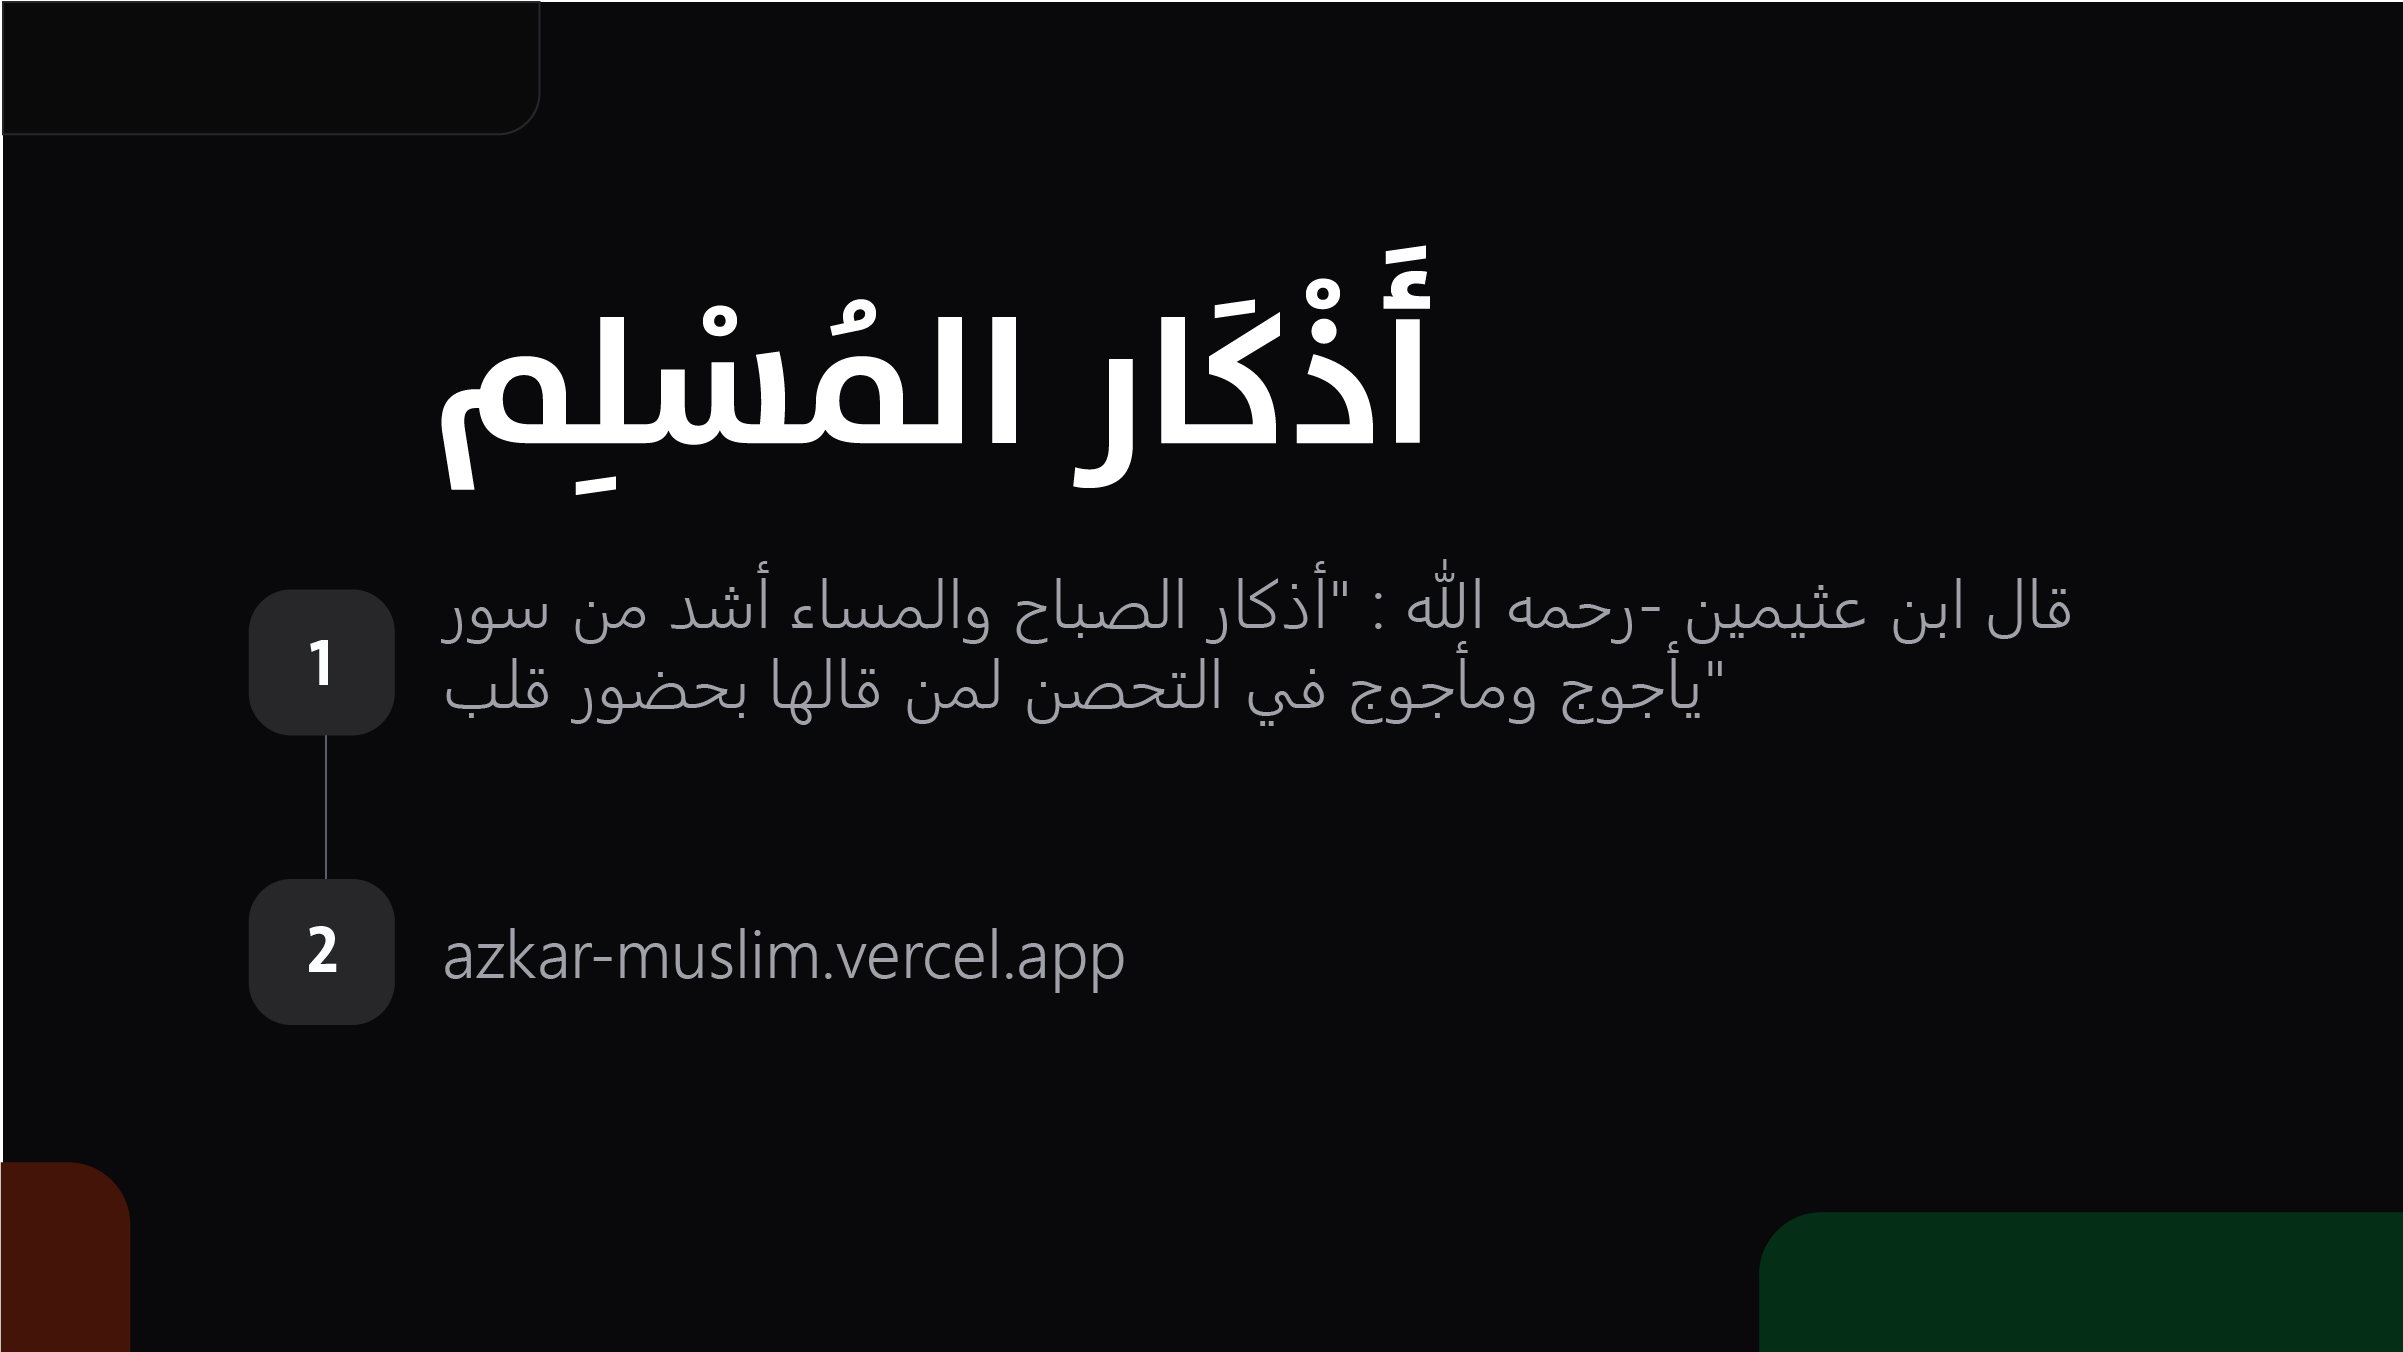 أَذْكَار المُسْلِم
1
قال ابن عثيمين -رحمه الله : "أذكار الصباح والمساء أشد من سور
"يأجوج ومأجوج في التحصن لمن قالها بحضور قلب
2
azkar-muslim.vercel.app